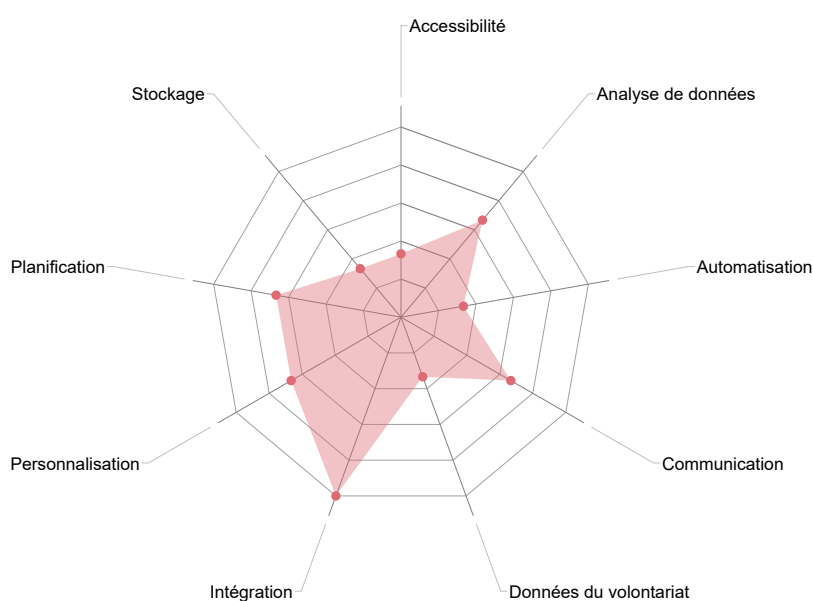 Accessibilité
Stockage
Analyse de données
Planification
Automatisation
Personnalisation
Communication
Intégration
Données du volontariat